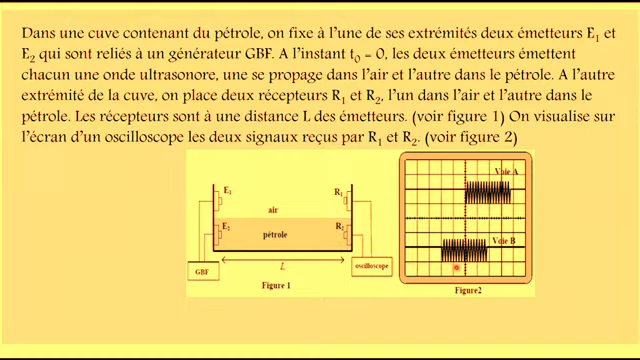 Dans une cuve contenant du pétrole, on fixe à l'une de ses extrémités deux émetteurs E₁ et
E₂ qui sont reliés à un générateur GBF. A l'instant t₀ = 0, les deux émetteurs émettent
chacun une onde ultrasonore, une se propage dans l'air et l'autre dans le pétrole. A l'autre
extrémité de la cuve, on place deux récepteurs R₁ et R₂, l'un dans l'air et l'autre dans le
pétrole. Les récepteurs sont à une distance L des émetteurs. (voir figure 1) On visualise sur
l'écran d'un oscilloscope les deux signaux reçus par R₁ et R₂. (voir figure 2)
E₁
R₁
air
E₂
R₂
pétrole
L
GBF
oscilloscope
Figure 1
Voie A
Voie B
Figure2